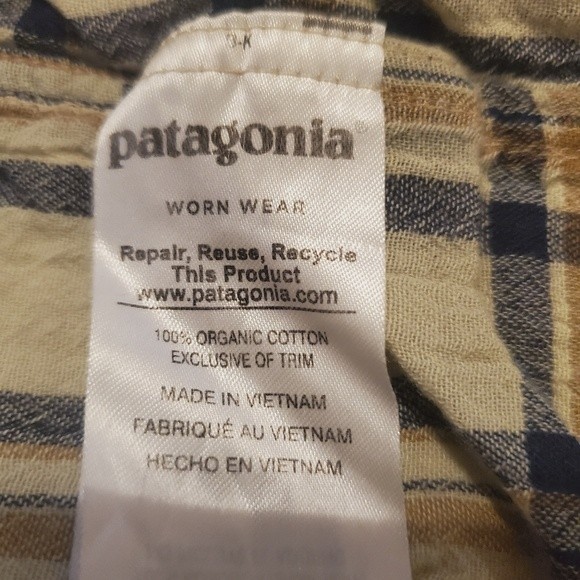 patagonia®
WORN WEAR
Repair, Reuse, Recycle
This Product
www.patagonia.com
100% ORGANIC COTTON
EXCLUSIVE OF TRIM
MADE IN VIETNAM
FABRIQUÉ AU VIETNAM
HECHO EN VIETNAM